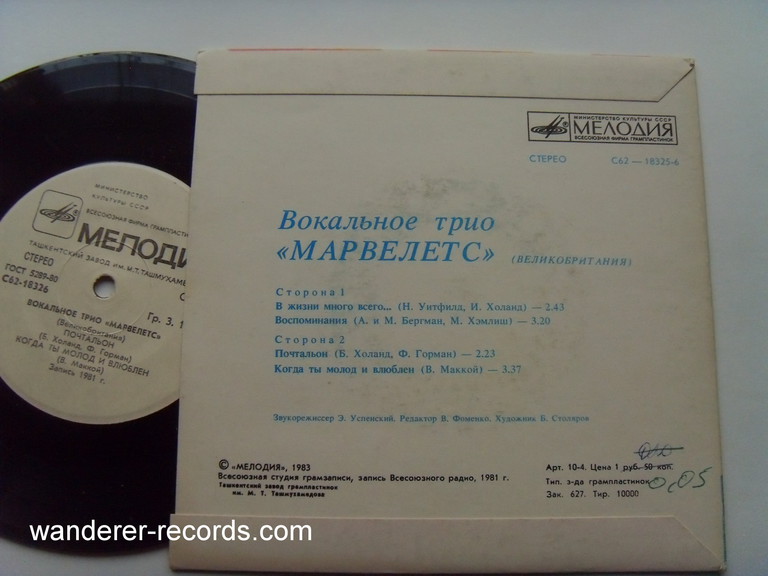 МИНИСТЕРСТВО
КУЛЬТУРЫ СССР
ВСЕСОЮЗНАЯ ФИРМА ГРАМПЛАСТИНОК
МЕЛОДИЯ
ТАШКЕНТСКИЙ ЗАВОД ИМ. М.Т. ТАШМУХАМЕ
СТЕРЕО
ГОСТ 5289-80
С62-18326
Гр. 3. 1
ВОКАЛЬНОЕ ТРИО «МАРВЕЛЕТС»
(Великобритания)
ПОЧТАЛЬОН
(Б. Холанд, Ф. Горман)
КОГДА ТЫ МОЛОД И ВЛЮБЛЕН
(В. Маккой)
Запись 1981 г.
МИНИСТЕРСТВО КУЛЬТУРЫ СССР
МЕЛОДИЯ
ВСЕСОЮЗНАЯ ФИРМА ГРАМПЛАСТИНОК
СТЕРЕО С62 — 18325-6
Вокальное трио
«МАРВЕЛЕТС» (ВЕЛИКОБРИТАНИЯ)
Сторона 1
В жизни много всего... (Н. Уитфилд, И. Холанд) — 2.43
Воспоминания (А. и М. Бергман, М. Хэмлиш) — 3.20
Сторона 2
Почтальон (Б. Холанд, Ф. Горман) — 2.23
Когда ты молод и влюблен (В. Маккой) — 3.37
Звукорежиссер Э. Успенский. Редактор В. Фоменко. Художник Б. Столяров
© «МЕЛОДИЯ», 1983
Всесоюзная студия грамзаписи, запись Всесоюзного радио, 1981 г.
Ташкентский завод грампластинок
им. М. Т. Ташмухамедова
Арт. 10-4. Цена 1 руб. 50 коп.
Тип. з-да грампластинок
0,05
Зак. 627. Тир. 10000
wanderer-records.com